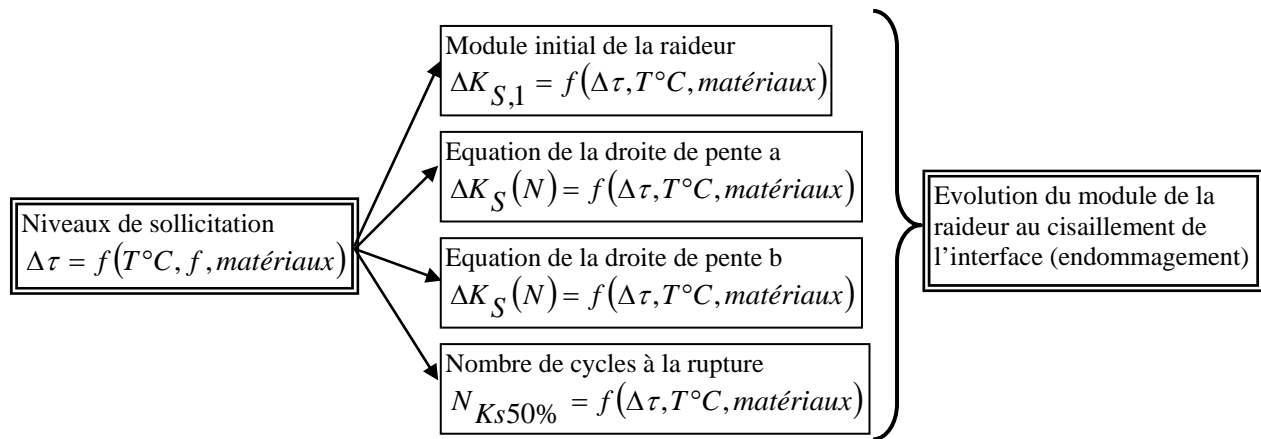 Niveaux de sollicitation
Δτ = f(T°C, f, matériaux)
Module initial de la raideur
ΔK_{S,1} = f(Δτ, T°C, matériaux)
Equation de la droite de pente a
ΔK_S(N) = f(Δτ, T°C, matériaux)
Equation de la droite de pente b
ΔK_S(N) = f(Δτ, T°C, matériaux)
Nombre de cycles à la rupture
N_{Ks50%} = f(Δτ, T°C, matériaux)
Evolution du module de la
raideur au cisaillement de
l’interface (endommagement)